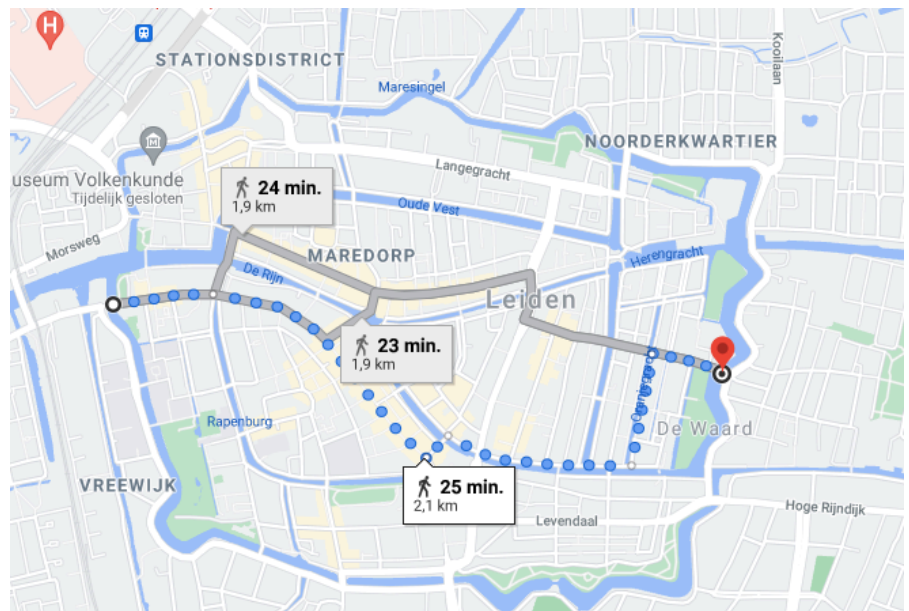 H
STATIONSDISTRICT
Kooilaan
Maresingel
NOORDERKWARTIER
useum Volkenkunde
Tijdelijk gesloten
Langegracht
24 min.
1,9 km
Oude Vest
Morsweg
MAREDORP
Herengracht
De Rijn
Leiden
23 min.
1,9 km
Rapenburg
De Waard
25 min.
2,1 km
VREEWIJK
Levendaal
Hoge Rijndijk